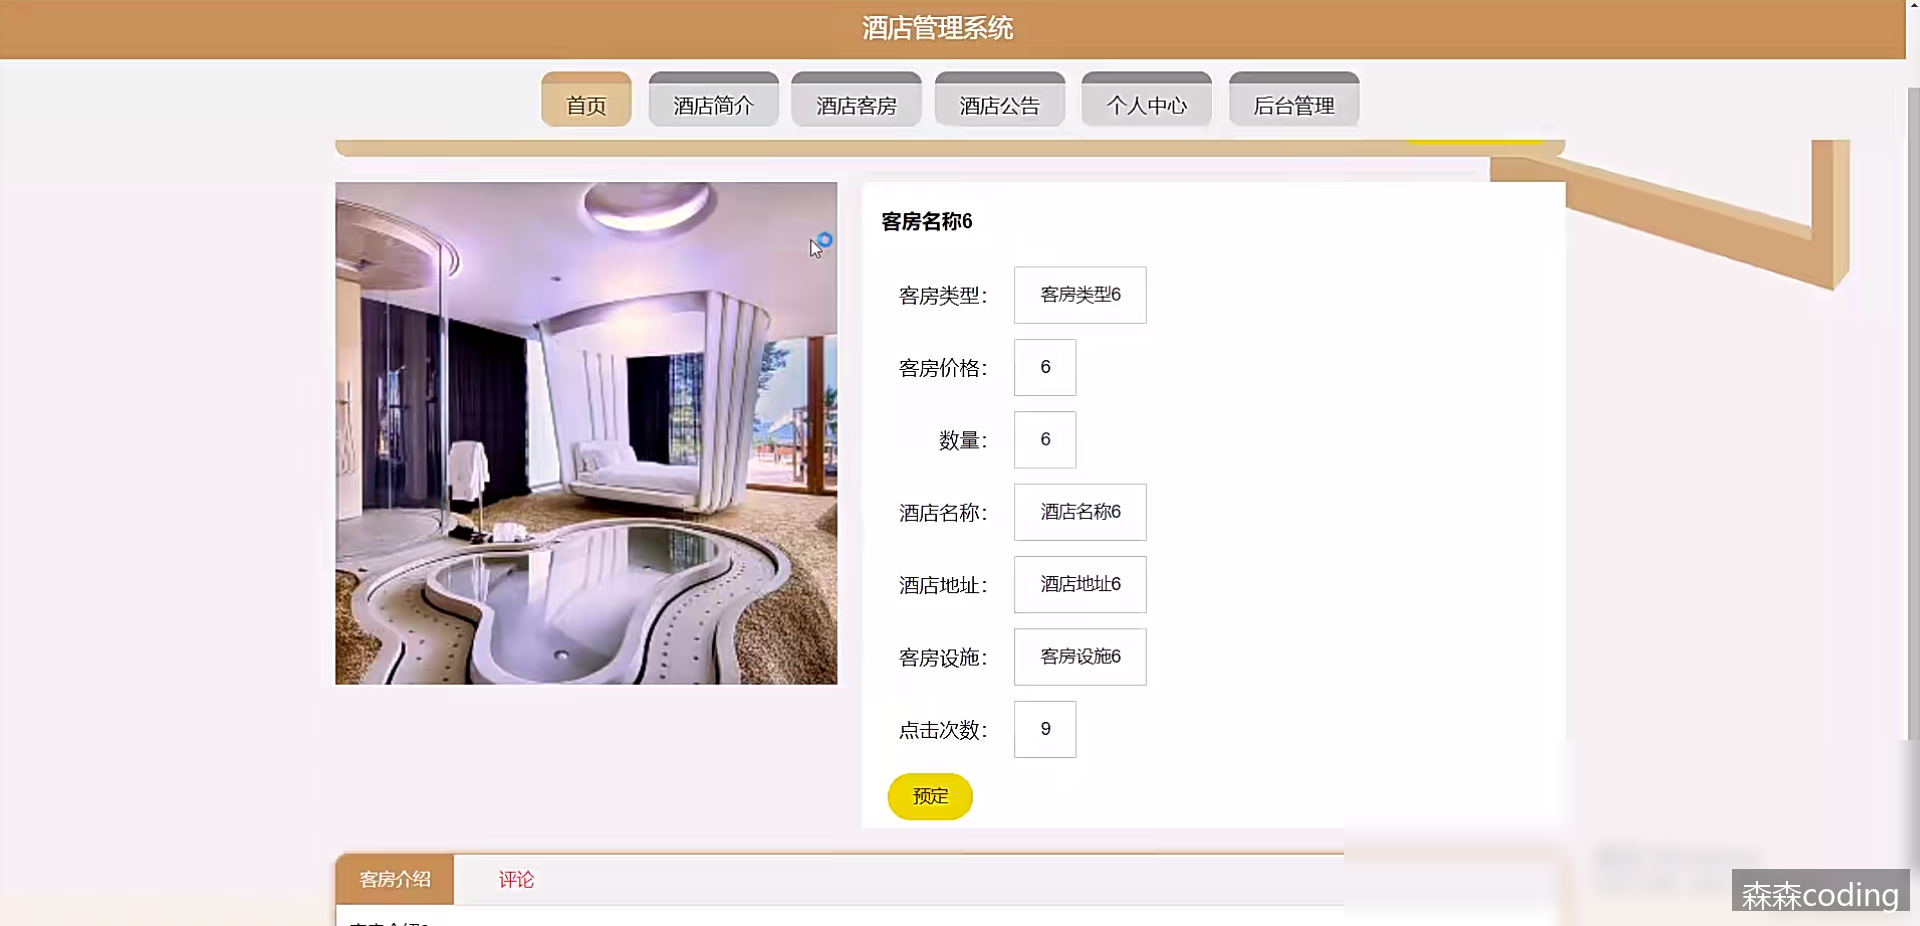 酒店管理系统
首页
酒店简介
酒店客房
酒店公告
个人中心
后台管理
客房名称6
客房类型：
客房类型6
客房价格：
6
数量：
6
酒店名称：
酒店名称6
酒店地址：
酒店地址6
客房设施：
客房设施6
点击次数：
9
预定
客房介绍
评论
森森coding